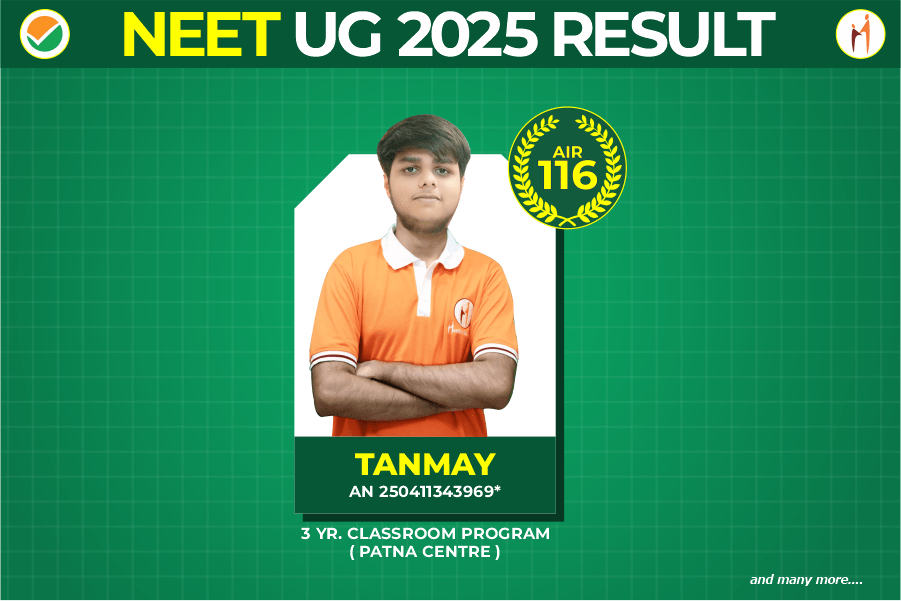 NEET UG 2025 RESULT
AIR
116
TANMAY
AN 250411343969*
3 YR. CLASSROOM PROGRAM
( PATNA CENTRE )
and many more....